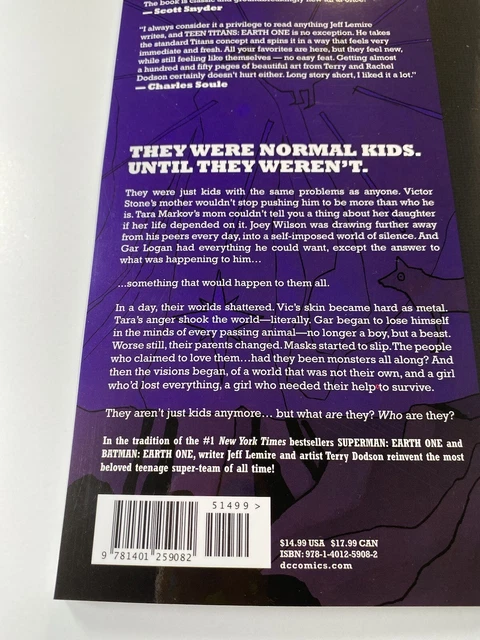 The book is classic and groundbreakingly new all at once."
— Scott Snyder
"I always consider it a privilege to read anything Jeff Lemire
writes, and TEEN TITANS: EARTH ONE is no exception. He takes
the standard Titans concept and spins it in a way that feels very
immediate and fresh. All your favorites are here, but they feel new,
while still feeling like themselves — no easy feat. Getting almost
a hundred and fifty pages of beautiful art from Terry and Rachel
Dodson certainly doesn't hurt either. Long story short, I liked it a lot."
— Charles Soule
THEY WERE NORMAL KIDS.
UNTIL THEY WEREN'T.
They were just kids with the same problems as anyone. Victor
Stone's mother wouldn't stop pushing him to be more than who he
is. Tara Markov's mom couldn't tell you a thing about her daughter
if her life depended on it. Joey Wilson was drawing further away
from his peers every day, into a self-imposed world of silence. And
Gar Logan had everything he could want, except the answer to
what was happening to him...
...something that would happen to them all.
In a day, their worlds shattered. Vic's skin became hard as metal.
Tara's anger shook the world—literally. Gar began to lose himself
in the minds of every passing animal—no longer a boy, but a beast.
Worse still, their parents changed. Masks started to slip. The people
who claimed to love them...had they been monsters all along? And
then the visions began, of a world that was not their own, and a girl
who'd lost everything, a girl who needed their help to survive.
They aren't just kids anymore... but what are they? Who are they?
In the tradition of the #1 New York Times bestsellers SUPERMAN: EARTH ONE and
BATMAN: EARTH ONE, writer Jeff Lemire and artist Terry Dodson reinvent the most
beloved teenage super-team of all time!
51499 >
9 781401 259082
$14.99 USA $17.99 CAN
ISBN: 978-1-4012-5908-2
dccomics.com